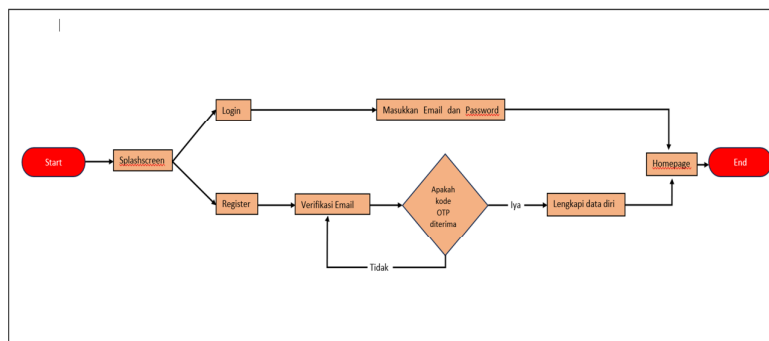 Login
Masukkan Email dan Password
Start
Splashscreen
Homepage
End
Register
Verifikasi Email
Apakah
kode
OTP
diterima
Iya
Lengkapi data diri
Tidak